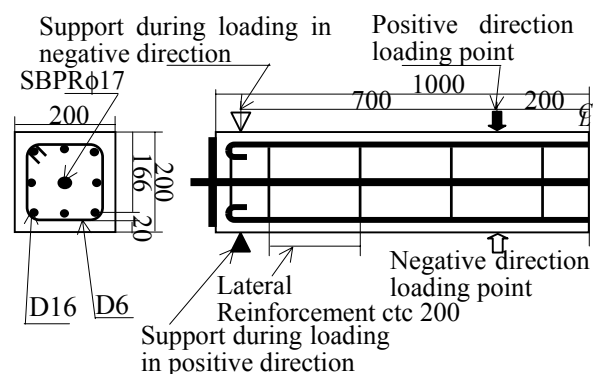 Support during loading in
negative direction
Positive direction
loading point
SBPRϕ17
1000
700
200
℄
200
166
200
20
D16
D6
Lateral
Reinforcement ctc 200
Negative direction
loading point
Support during loading
in positive direction